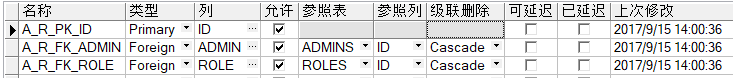 名称 类型 列 允许 参照表 参照列 级联删除 可延迟 已延迟 上次修改
A_R_PK_ID Primary ID ... 2017/9/15 14:00:36
A_R_FK_ADMIN Foreign ADMIN ... ADMINS ID Cascade 2017/9/15 14:00:36
A_R_FK_ROLE Foreign ROLE ... ROLES ID Cascade 2017/9/15 14:00:36